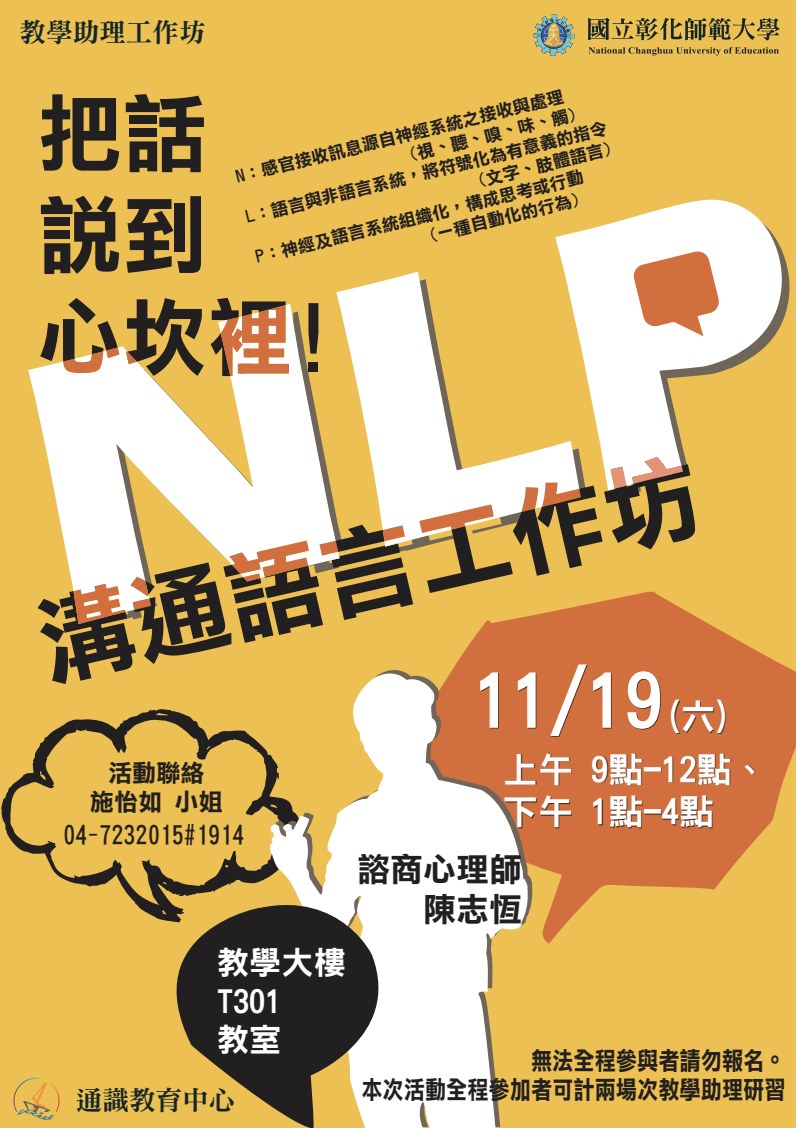 教學助理工作坊
國立彰化師範大學
National Changhua University of Education
把話
説到
心坎裡!
N：感官接收訊息源自神經系統之接收與處理
（視、聽、嗅、味、觸）
L：語言與非語言系統，將符號化為有意義的指令
（文字、肢體語言）
P：神經及語言系統組織化，構成思考或行動
（一種自動化的行為）
NLP
溝通語言工作坊
11/19(六)
上午 9點-12點、
下午 1點-4點
活動聯絡
施怡如 小姐
04-7232015#1914
諮商心理師
陳志恆
教學大樓
T301
教室
無法全程參與者請勿報名。
本次活動全程參加者可計兩場次教學助理研習
通識教育中心